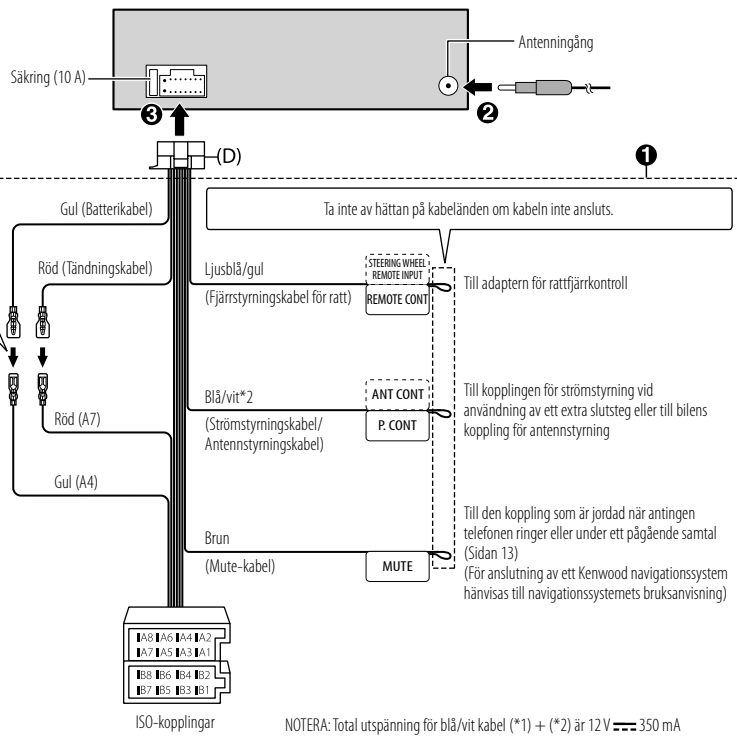 Antenningång
Säkring (10 A)
❸
❷
(D)
❶
Gul (Batterikabel)
Ta inte av hättan på kabeländen om kabeln inte ansluts.
Röd (Tändningskabel)
Ljusblå/gul
(Fjärrstyrningskabel för ratt)
STEERING WHEEL
REMOTE INPUT
REMOTE CONT
Till adaptern för rattfjärrkontroll
Blå/vit*2
(Strömstyrningskabel/
Antennstyrningskabel)
ANT CONT
P. CONT
Till kopplingen för strömstyrning vid
användning av ett extra slutsteg eller till bilens
koppling för antennstyrning
Röd (A7)
Gul (A4)
Brun
(Mute-kabel)
MUTE
Till den koppling som är jordad när antingen
telefonen ringer eller under ett pågående samtal
(Sidan 13)
(För anslutning av ett Kenwood navigationssystem
hänvisas till navigationssystemets bruksanvisning)
A8 A6 A4 A2
A7 A5 A3 A1
B8 B6 B4 B2
B7 B5 B3 B1
ISO-kopplingar
NOTERA: Total utspänning för blå/vit kabel (*1) + (*2) är 12 V ⎓ 350 mA